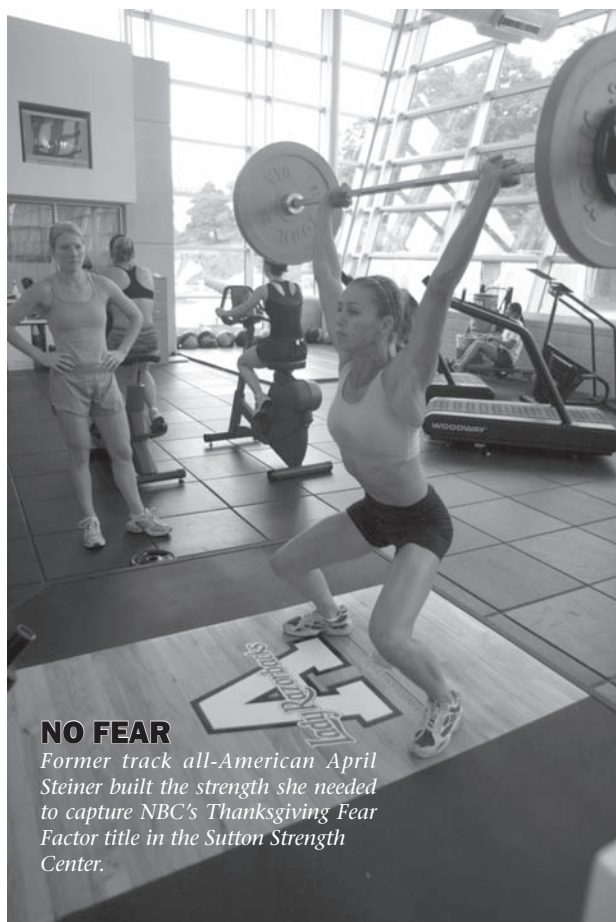 YORK
WOODWAY
A
Lady Razorbacks
NO FEAR
Former track all-American April
Steiner built the strength she needed
to capture NBC's Thanksgiving Fear
Factor title in the Sutton Strength
Center.